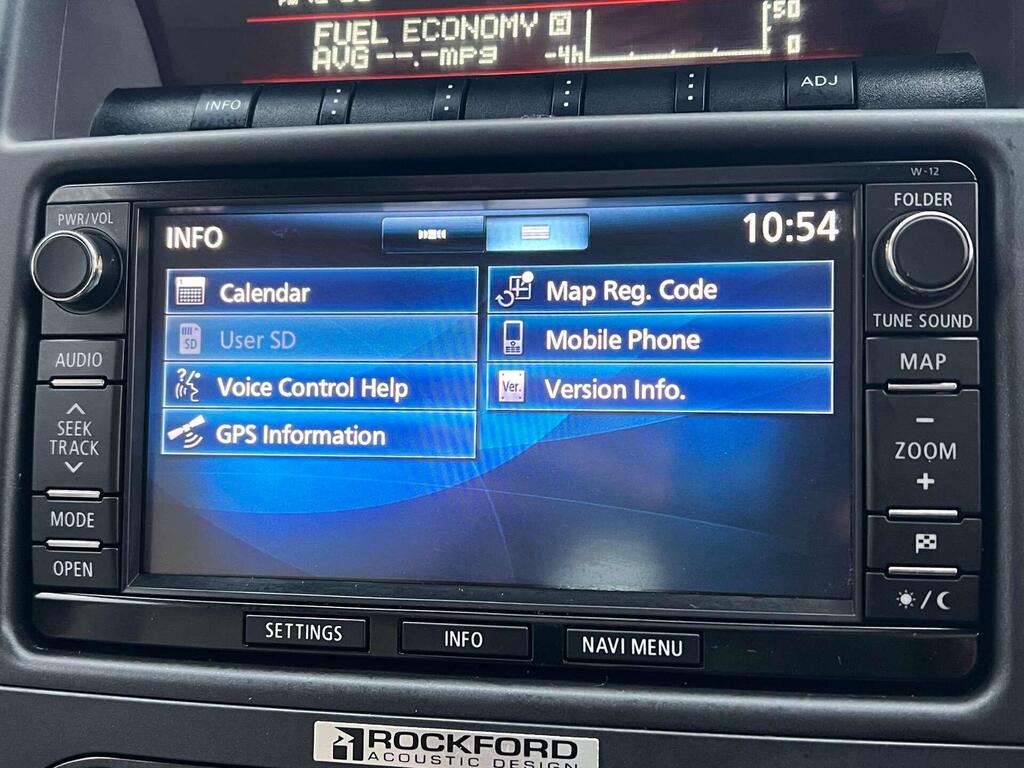 FUEL ECONOMY
AVG --.-mpg -4h
50
0
INFO
ADJ
W-12
PWR/VOL
FOLDER
TUNE SOUND
INFO
10:54
Calendar
Map Reg. Code
SD
User SD
Mobile Phone
Voice Control Help
Ver.
Version Info.
GPS Information
AUDIO
SEEK
TRACK
MODE
OPEN
MAP
–
ZOOM
+
SETTINGS
INFO
NAVI MENU
ROCKFORD
ACOUSTIC DESIGN